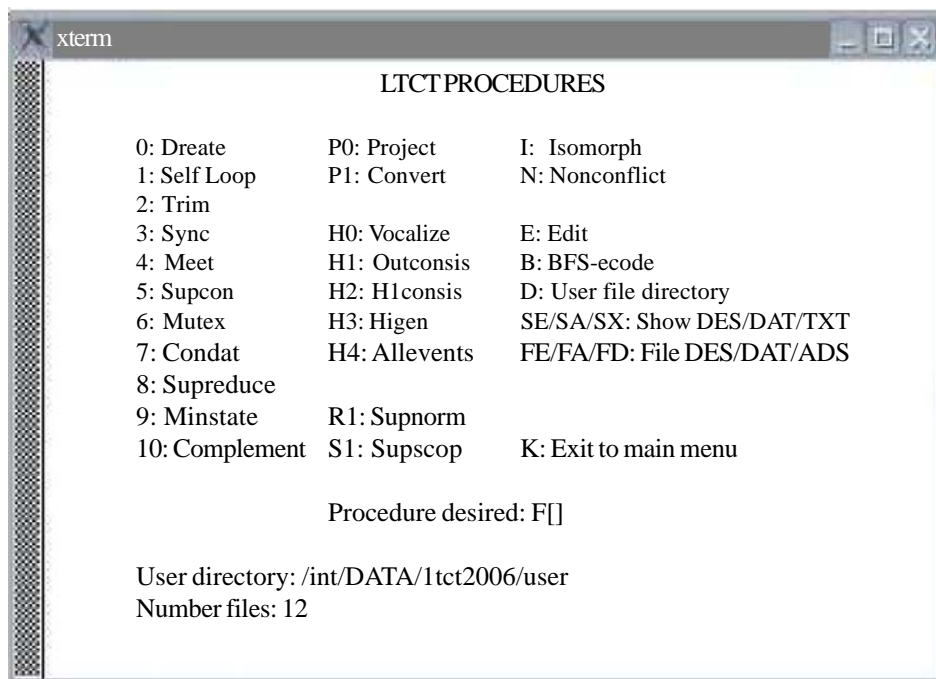 xterm
LTCT PROCEDURES
0: Dreate P0: Project I: Isomorph
1: Self Loop P1: Convert N: Nonconflict
2: Trim
3: Sync H0: Vocalize E: Edit
4: Meet H1: Outconsis B: BFS-ecode
5: Supcon H2: H1consis D: User file directory
6: Mutex H3: Higen SE/SA/SX: Show DES/DAT/TXT
7: Condat H4: Allevents FE/FA/FD: File DES/DAT/ADS
8: Supreduce
9: Minstate R1: Supnorm
10: Complement S1: Supscop K: Exit to main menu
Procedure desired: F[]
User directory: /int/DATA/1tct2006/user
Number files: 12